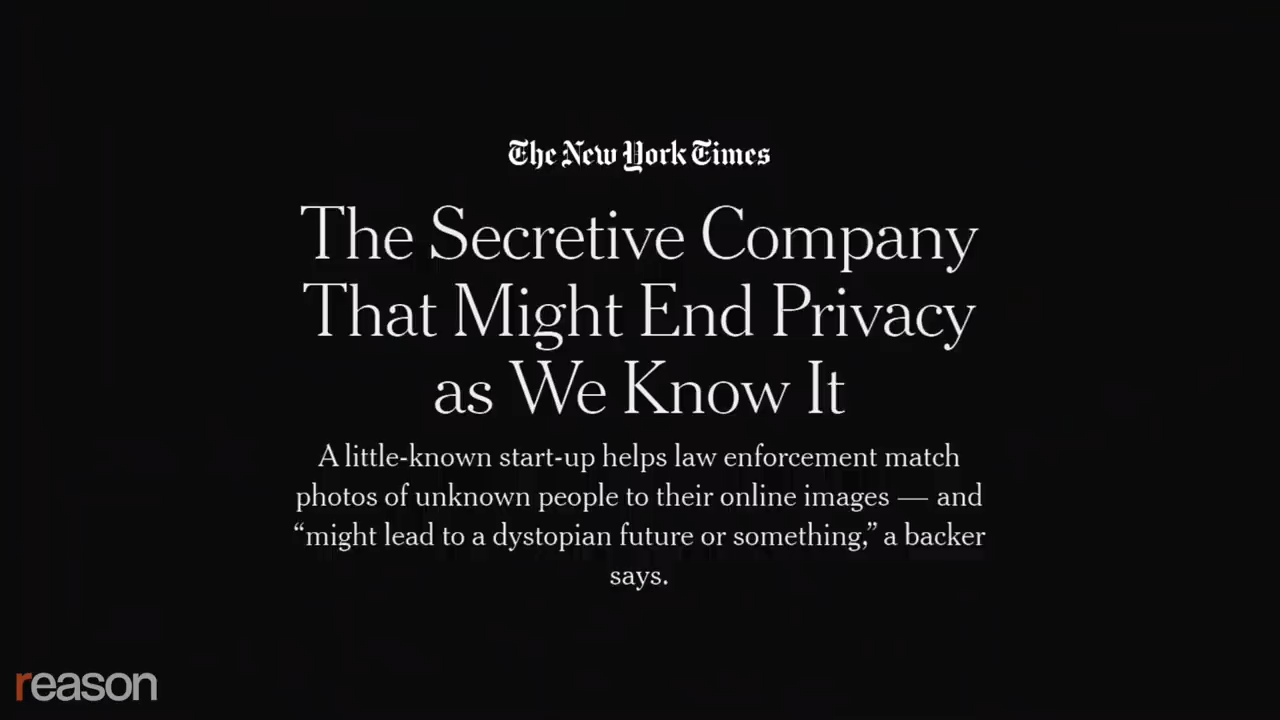 The New York Times
The Secretive Company
That Might End Privacy
as We Know It
A little-known start-up helps law enforcement match
photos of unknown people to their online images — and
“might lead to a dystopian future or something,” a backer
says.
reason